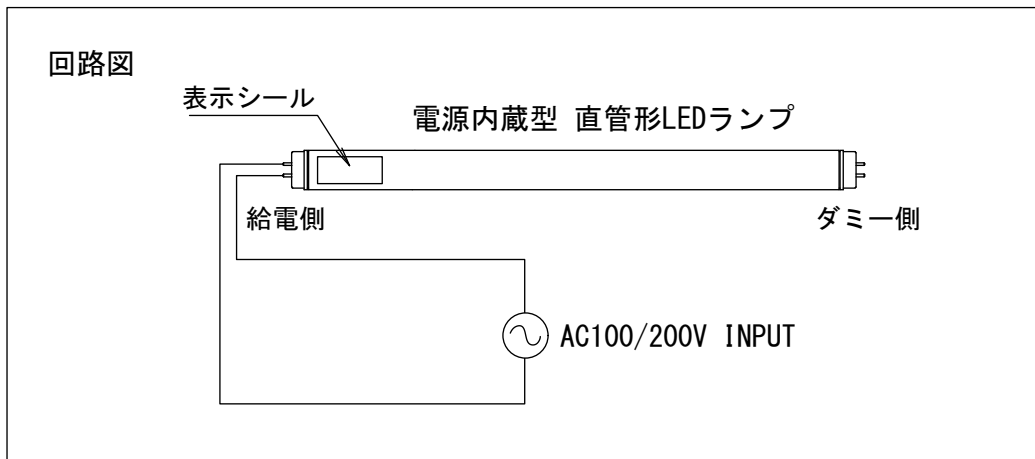 回路図
表示シール
電源内蔵型 直管形LEDランプ
給電側
ダミー側
AC100/200V INPUT